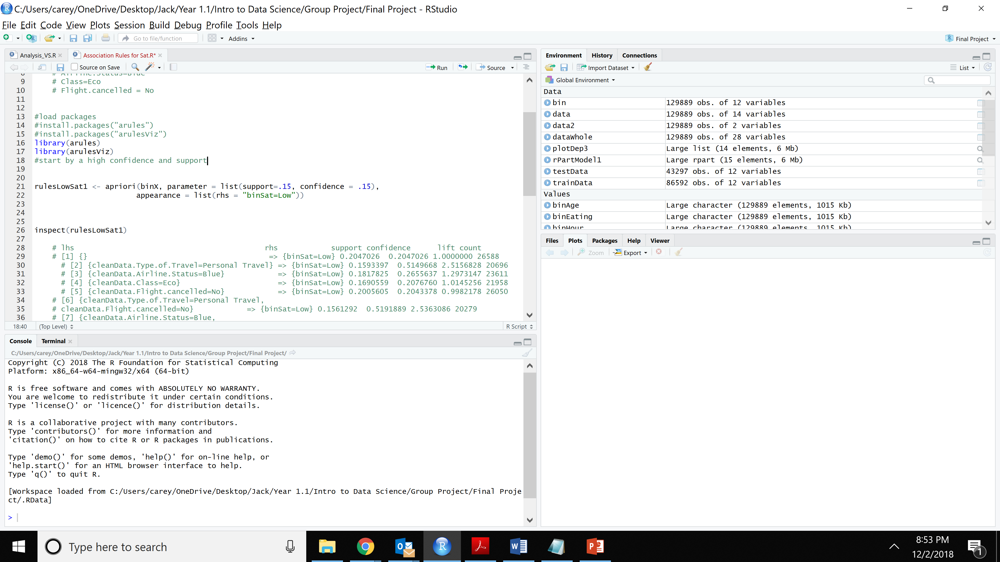 C:/Users/carey/OneDrive/Desktop/Jack/Year 1.1/Intro to Data Science/Group Project/Final Project - RStudio
File Edit Code View Plots Session Build Debug Profile Tools Help
Go to file/function
Addins
Final Project
Analysis_VS.R
Association Rules for Sat.R*
Source on Save
Run
Source
8 # Airline.Status=Blue
9 # Class=Eco
10 # Flight.cancelled = No
11
12
13 #load packages
14 #install.packages("arules")
15 #install.packages("arulesViz")
16 library(arules)
17 library(arulesViz)
18 #start by a high confidence and support
19
20
21 rulesLowSat1 <- apriori(binX, parameter = list(support=.15, confidence = .15),
22 appearance = list(rhs = "binSat=Low"))
23
24
25
26 inspect(rulesLowSat1)
27
28 # lhs rhs support confidence lift count
29 # [1] {} => {binSat=Low} 0.2047026 0.2047026 1.0000000 26588
30 # [2] {cleanData.Type.of.Travel=Personal Travel} => {binSat=Low} 0.1593397 0.5149668 2.5156828 20696
31 # [3] {cleanData.Airline.Status=Blue} => {binSat=Low} 0.1817825 0.2655637 1.2973147 23611
32 # [4] {cleanData.Class=Eco} => {binSat=Low} 0.1690559 0.2076760 1.0145256 21958
33 # [5] {cleanData.Flight.cancelled=No} => {binSat=Low} 0.2005605 0.2043378 0.9982178 26050
34 # [6] {cleanData.Type.of.Travel=Personal Travel,
35 # cleanData.Flight.cancelled=No} => {binSat=Low} 0.1561292 0.5191889 2.5363086 20279
36 # [7] {cleanData.Airline.Status=Blue,
18:40 (Top Level) R Script
Console Terminal
C:/Users/carey/OneDrive/Desktop/Jack/Year 1.1/Intro to Data Science/Group Project/Final Project/
Copyright (C) 2018 The R Foundation for Statistical Computing
Platform: x86_64-w64-mingw32/x64 (64-bit)
R is free software and comes with ABSOLUTELY NO WARRANTY.
You are welcome to redistribute it under certain conditions.
Type 'license()' or 'licence()' for distribution details.
R is a collaborative project with many contributors.
Type 'contributors()' for more information and
'citation()' on how to cite R or R packages in publications.
Type 'demo()' for some demos, 'help()' for on-line help, or
'help.start()' for an HTML browser interface to help.
Type 'q()' to quit R.
[Workspace loaded from C:/Users/carey/OneDrive/Desktop/Jack/Year 1.1/Intro to Data Science/Group Project/Final Proje
ct/.RData]
>
Environment History Connections
Import Dataset
List
Global Environment
Data
bin 129889 obs. of 12 variables
data 129889 obs. of 14 variables
data2 129889 obs. of 2 variables
dataWhole 129889 obs. of 28 variables
plotDep3 Large list (14 elements, 6 Mb)
rPartModel1 Large rpart (15 elements, 6 Mb)
testData 43297 obs. of 12 variables
trainData 86592 obs. of 12 variables
Values
binAge Large character (129889 elements, 1015 Kb)
binEating Large character (129889 elements, 1015 Kb)
binHour Large character (129889 elements, 1015 Kb)
Files Plots Packages Help Viewer
Zoom Export
Type here to search
8:53 PM
12/2/2018
1